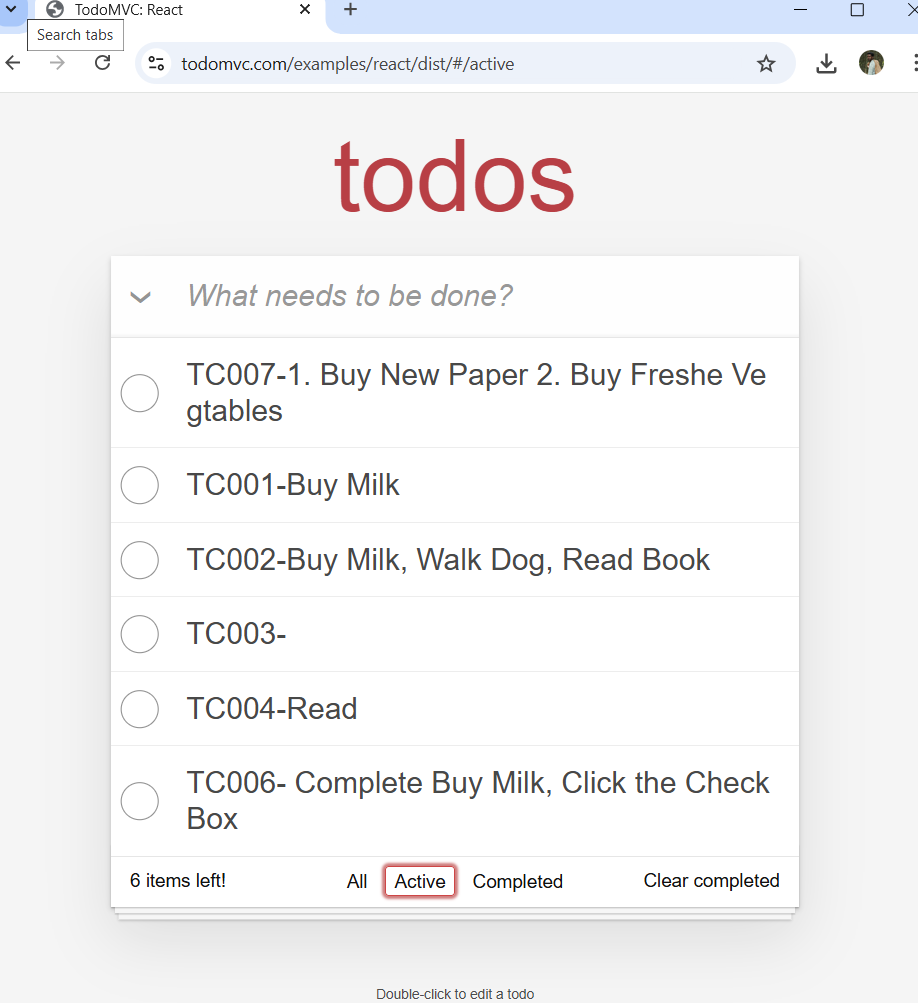 TodoMVC: React
Search tabs
todomvc.com/examples/react/dist/#/active
todos
What needs to be done?
TC007-1. Buy New Paper 2. Buy Freshe Ve
gtables
TC001-Buy Milk
TC002-Buy Milk, Walk Dog, Read Book
TC003-
TC004-Read
TC006- Complete Buy Milk, Click the Check
Box
6 items left!
All
Active
Completed
Clear completed
Double-click to edit a todo